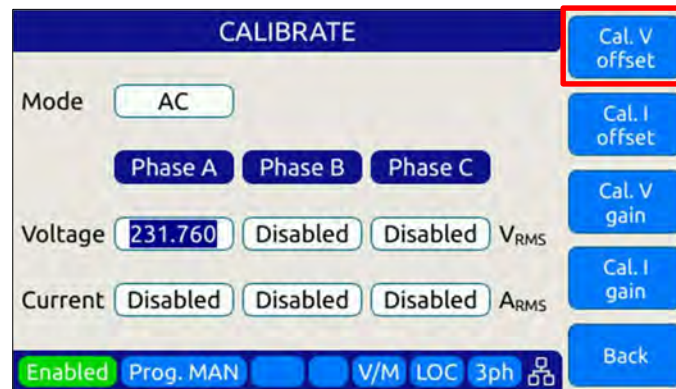 CALIBRATE
Cal. V
offset
Mode AC
Cal. I
offset
Phase A Phase B Phase C
Cal. V
gain
Voltage 231.760 Disabled Disabled VRMS
Cal. I
gain
Current Disabled Disabled Disabled ARMS
Enabled Prog. MAN V/M LOC 3ph
Back